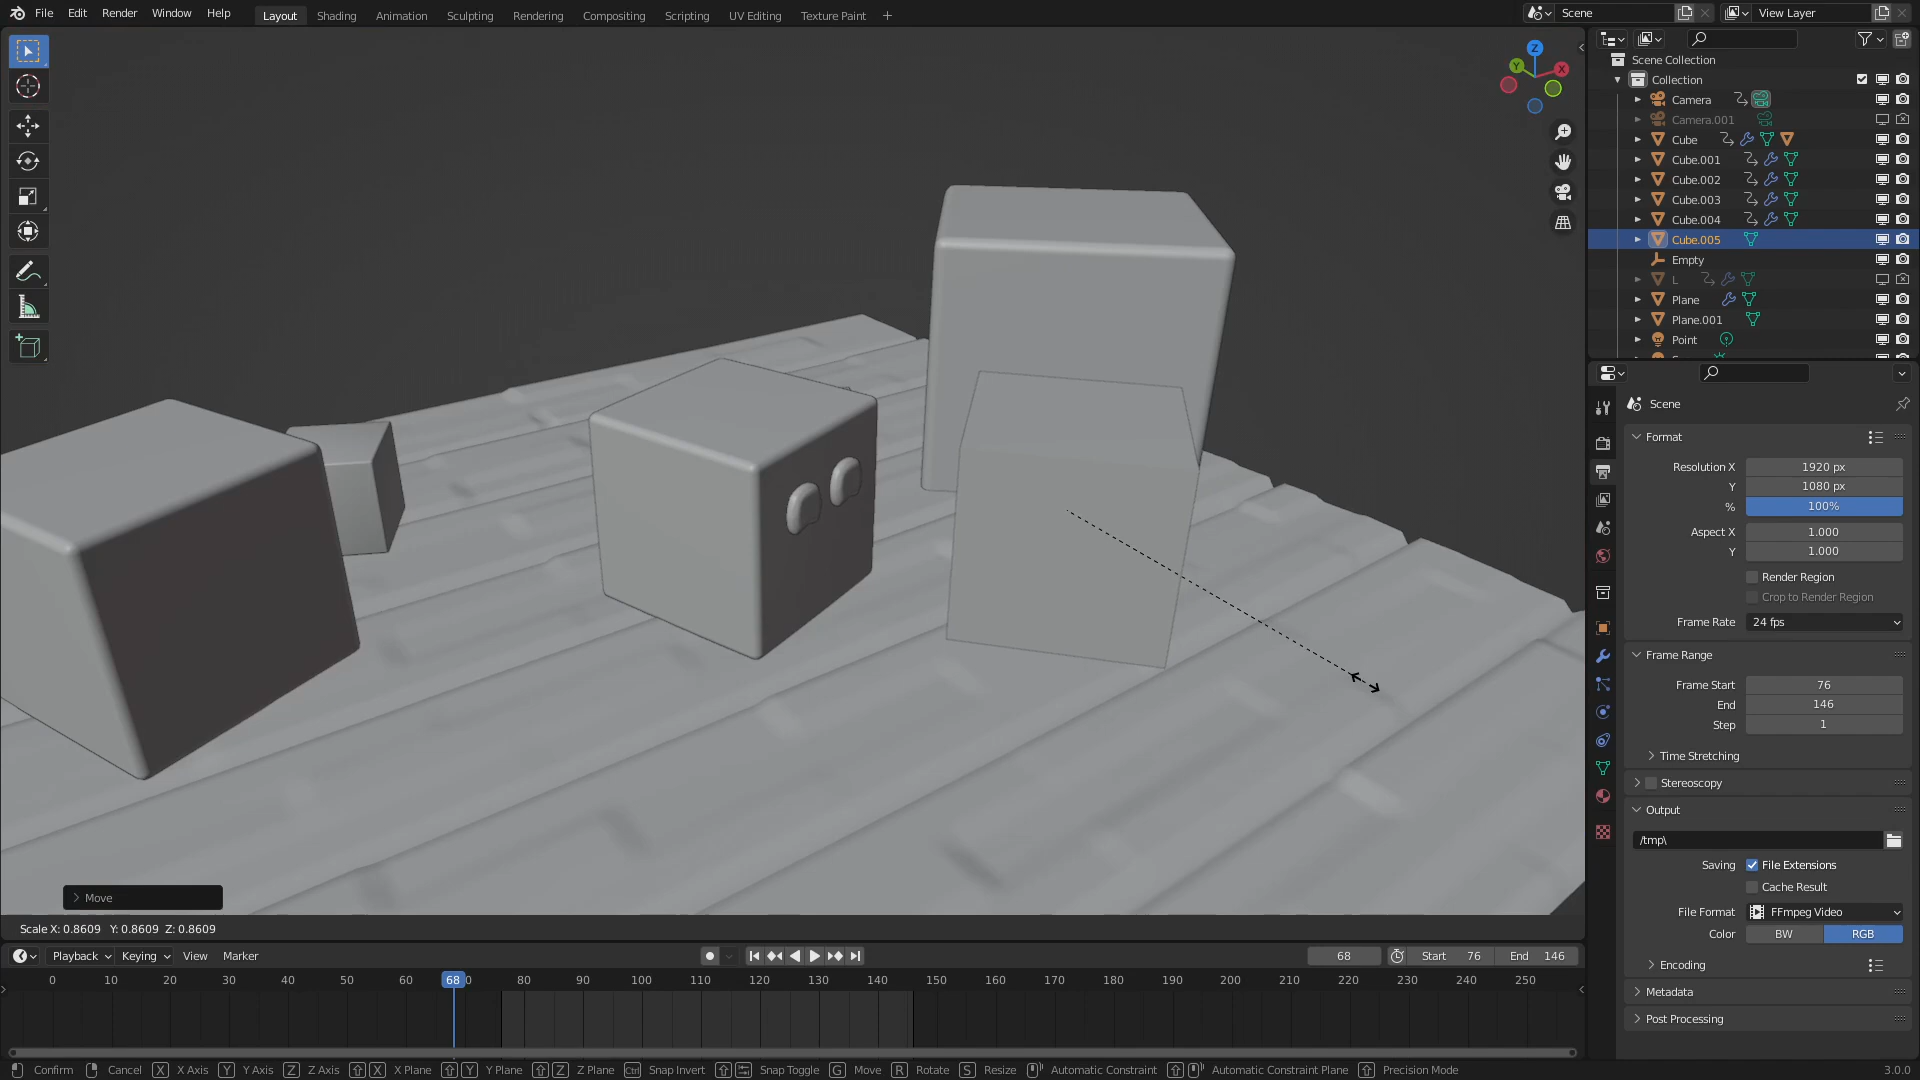 File Edit Render Window Help Layout Shading Animation Sculpting Rendering Compositing Scripting UV Editing Texture Paint + Scene View Layer
Scene Collection
Collection
Camera
Camera.001
Cube
Cube.001
Cube.002
Cube.003
Cube.004
Cube.005
Empty
L
Plane
Plane.001
Point
Z
Y
X
Scene
Format
Resolution X 1920 px
Y 1080 px
% 100%
Aspect X 1.000
Y 1.000
Render Region
Crop to Render Region
Frame Rate 24 fps
Frame Range
Frame Start 76
End 146
Step 1
Time Stretching
Stereoscopy
Output
/tmp\
Saving File Extensions
Cache Result
File Format FFmpeg Video
Color BW RGB
Encoding
Metadata
Post Processing
Move
Scale X: 0.8609 Y: 0.8609 Z: 0.8609
Playback Keying View Marker 68 Start 76 End 146
0 10 20 30 40 50 60 68 80 90 100 110 120 130 140 150 160 170 180 190 200 210 220 230 240 250
Confirm Cancel X X Axis Y Y Axis Z Z Axis X X Plane Y Y Plane Z Z Plane Ctrl Snap Invert Snap Toggle G Move R Rotate S Resize Automatic Constraint Automatic Constraint Plane Precision Mode 3.0.0